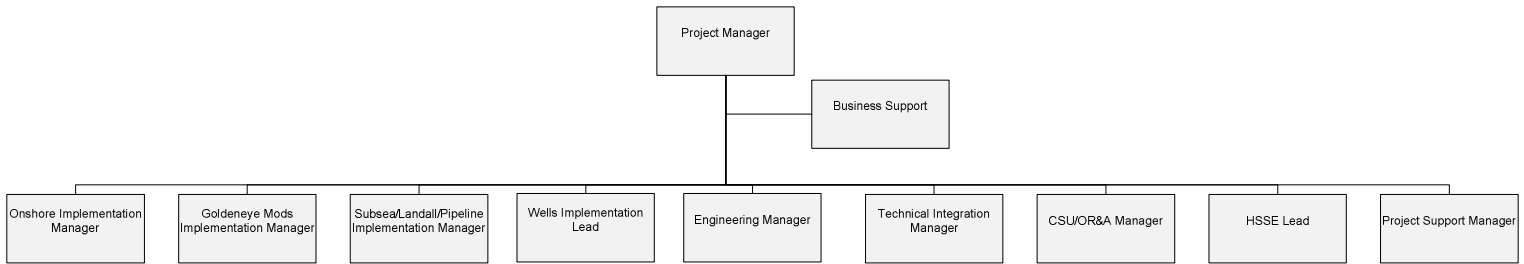 Project Manager
Business Support
Onshore Implementation
Manager
Goldeneye Mods
Implementation Manager
Subsea/Landall/Pipeline
Implementation Manager
Wells Implementation
Lead
Engineering Manager
Technical Integration
Manager
CSU/OR&A Manager
HSSE Lead
Project Support Manager